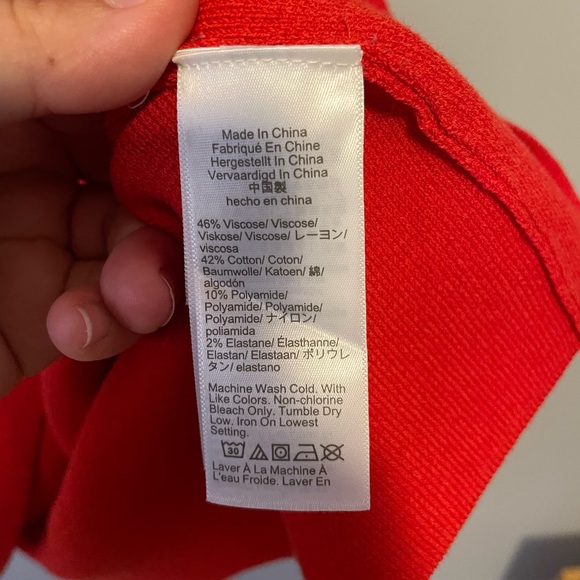 Made In China
Fabriqué En Chine
Hergestellt In China
Vervaardigd In China
中国製
hecho en china
46% Viscose/ Viscose/
Viskose/ Viscose/ レーヨン/
viscosa
42% Cotton/ Coton/
Baumwolle/ Katoen/ 綿/
algodón
10% Polyamide/
Polyamide/ Polyamide/
Polyamide/ ナイロン/
poliamida
2% Elastane/ Élasthanne/
Elastan/ Elastaan/ ポリウレ
タン/ elastano
Machine Wash Cold. With
Like Colors. Non-chlorine
Bleach Only. Tumble Dry
Low. Iron On Lowest
Setting.
30
Laver À La Machine À
L'eau Froide. Laver En